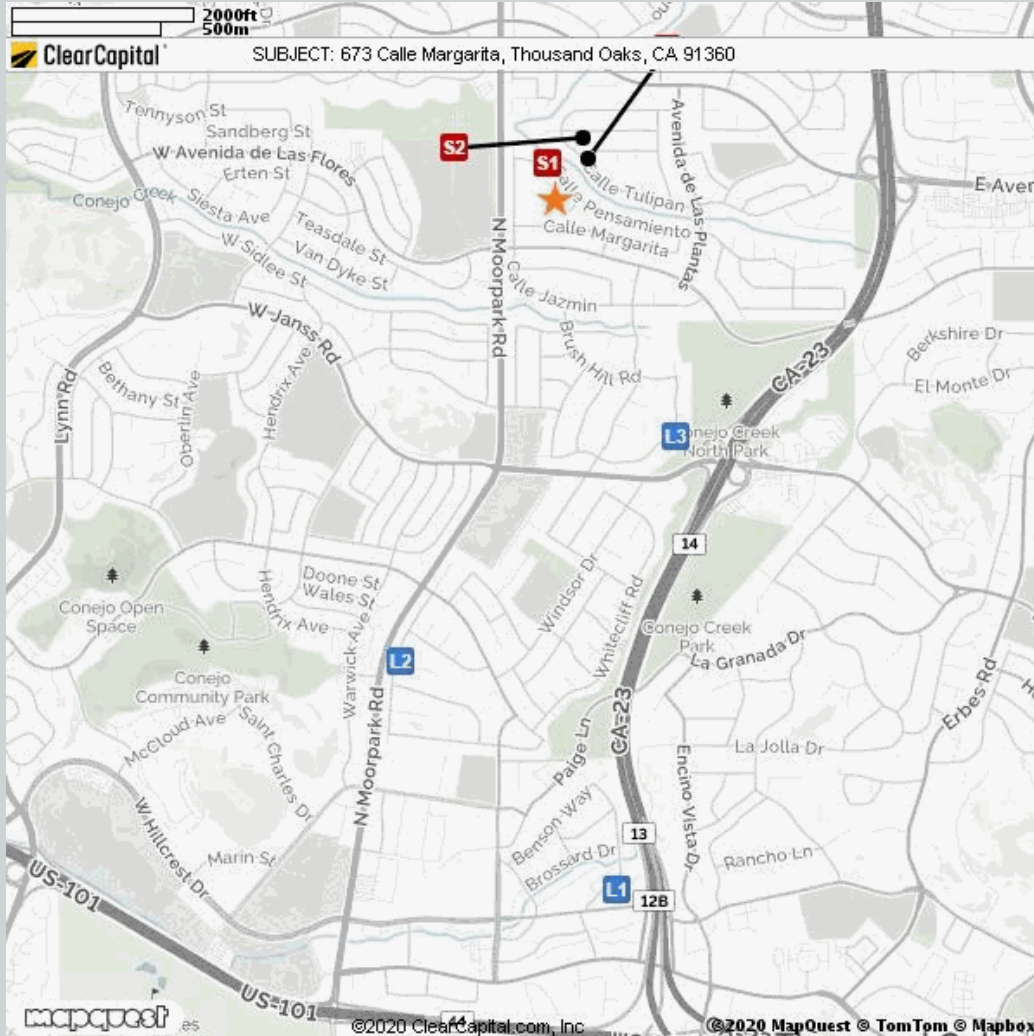 2000ft
500m
ClearCapital
SUBJECT: 673 Calle Margarita, Thousand Oaks, CA 91360
Tennyson St
Sandberg St
W Avenida de Las Flores
Erten St
S2
S1
Calle Tulipan
Avenida de Las Plantas
E Aven
Conejo Creek
Siesta Ave
Teasdale St
Calle Pensamiento
Calle Margarita
W Sidlee St
Van Dyke St
N Moorpark Rd
Calle Jazmin
W Janss Rd
Brush Hill Rd
CA-23
Berkshire Dr
El Monte Dr
Lynn Rd
Bethany St
Oberlin Ave
Hendrix Ave
L3
Conejo Creek
North Park
14
Doone St
Wales St
Hendrix Ave
Windsor Dr
Whitecliff Rd
Conejo Open
Space
Conejo Creek
Park
La Granada Dr
L2
Warwick Ave
Conejo
Community Park
Erbes Rd
McCloud Ave
Saint Charles Dr
N Moorpark Rd
CA-23
Paige Ln
La Jolla Dr
Encino Vista Dr
W Hillcrest Dr
13
Benson Way
Marin St
Brossard Dr
Rancho Ln
US-101
L1
12B
US-101
44
mapquest
©2020 ClearCapital.com, Inc
©2020 MapQuest © TomTom © Mapbo